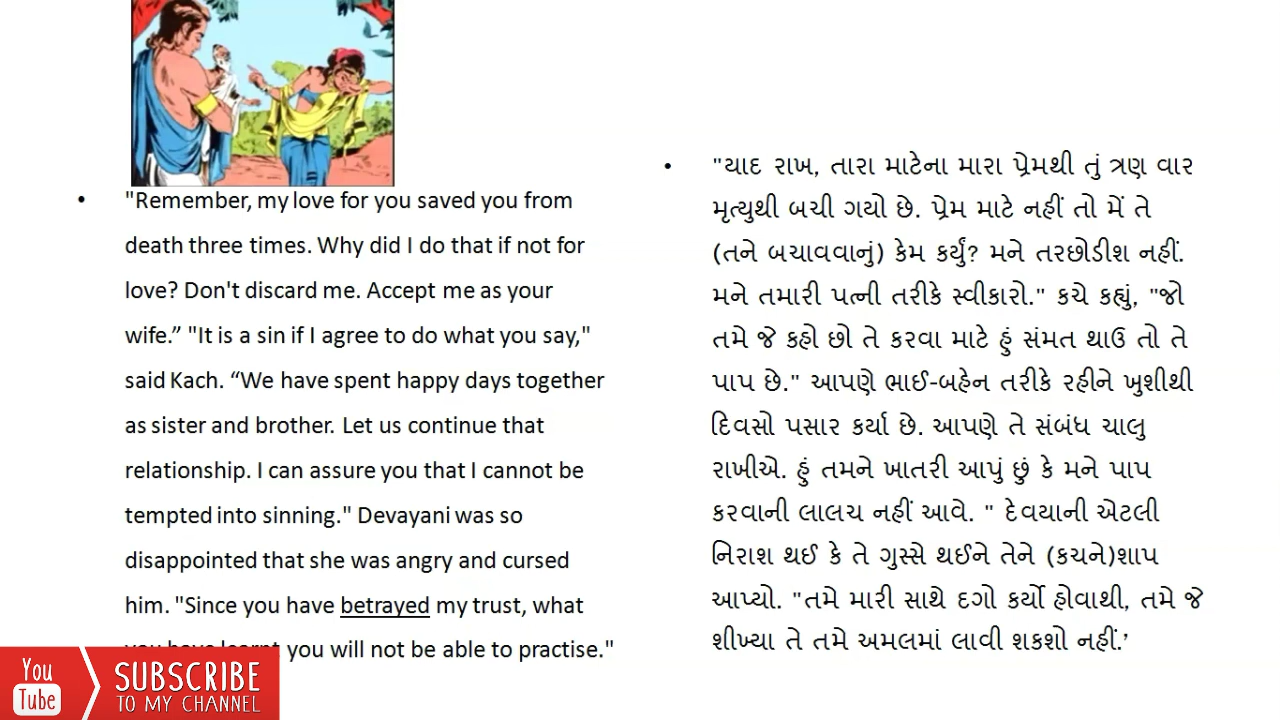 • "Remember, my love for you saved you from
death three times. Why did I do that if not for
love? Don't discard me. Accept me as your
wife.” "It is a sin if I agree to do what you say,"
said Kach. “We have spent happy days together
as sister and brother. Let us continue that
relationship. I can assure you that I cannot be
tempted into sinning." Devayani was so
disappointed that she was angry and cursed
him. "Since you have betrayed my trust, what
you have learnt you will not be able to practise."
• "યાદ રાખ, તારા માટેના મારા પ્રેમથી તું ત્રણ વાર
મૃત્યુથી બચી ગયો છે. પ્રેમ માટે નહીં તો મેં તે
(તને બચાવવાનું) કેમ કર્યું? મને તરછોડીશ નહીં.
મને તમારી પત્ની તરીકે સ્વીકારો." કચે કહ્યું, "જો
તમે જે કહો છો તે કરવા માટે હું સંમત થાઉ તો તે
પાપ છે." આપણે ભાઈ-બહેન તરીકે રહીને ખુશીથી
દિવસો પસાર કર્યા છે. આપણે તે સંબંધ ચાલુ
રાખીએ. હું તમને ખાતરી આપું છું કે મને પાપ
કરવાની લાલચ નહીં આવે. " દેવયાની એટલી
નિરાશ થઈ કે તે ગુસ્સે થઈને તેને (કચને)શાપ
આપ્યો. "તમે મારી સાથે દગો કર્યો હોવાથી, તમે જે
શીખ્યા તે તમે અમલમાં લાવી શકશો નહીં.’
You
Tube
SUBSCRIBE
TO MY CHANNEL